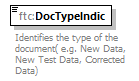 ftc:DocTypeIndic
Identifies the type of the
document( e.g. New Data,
New Test Data, Corrected
Data)